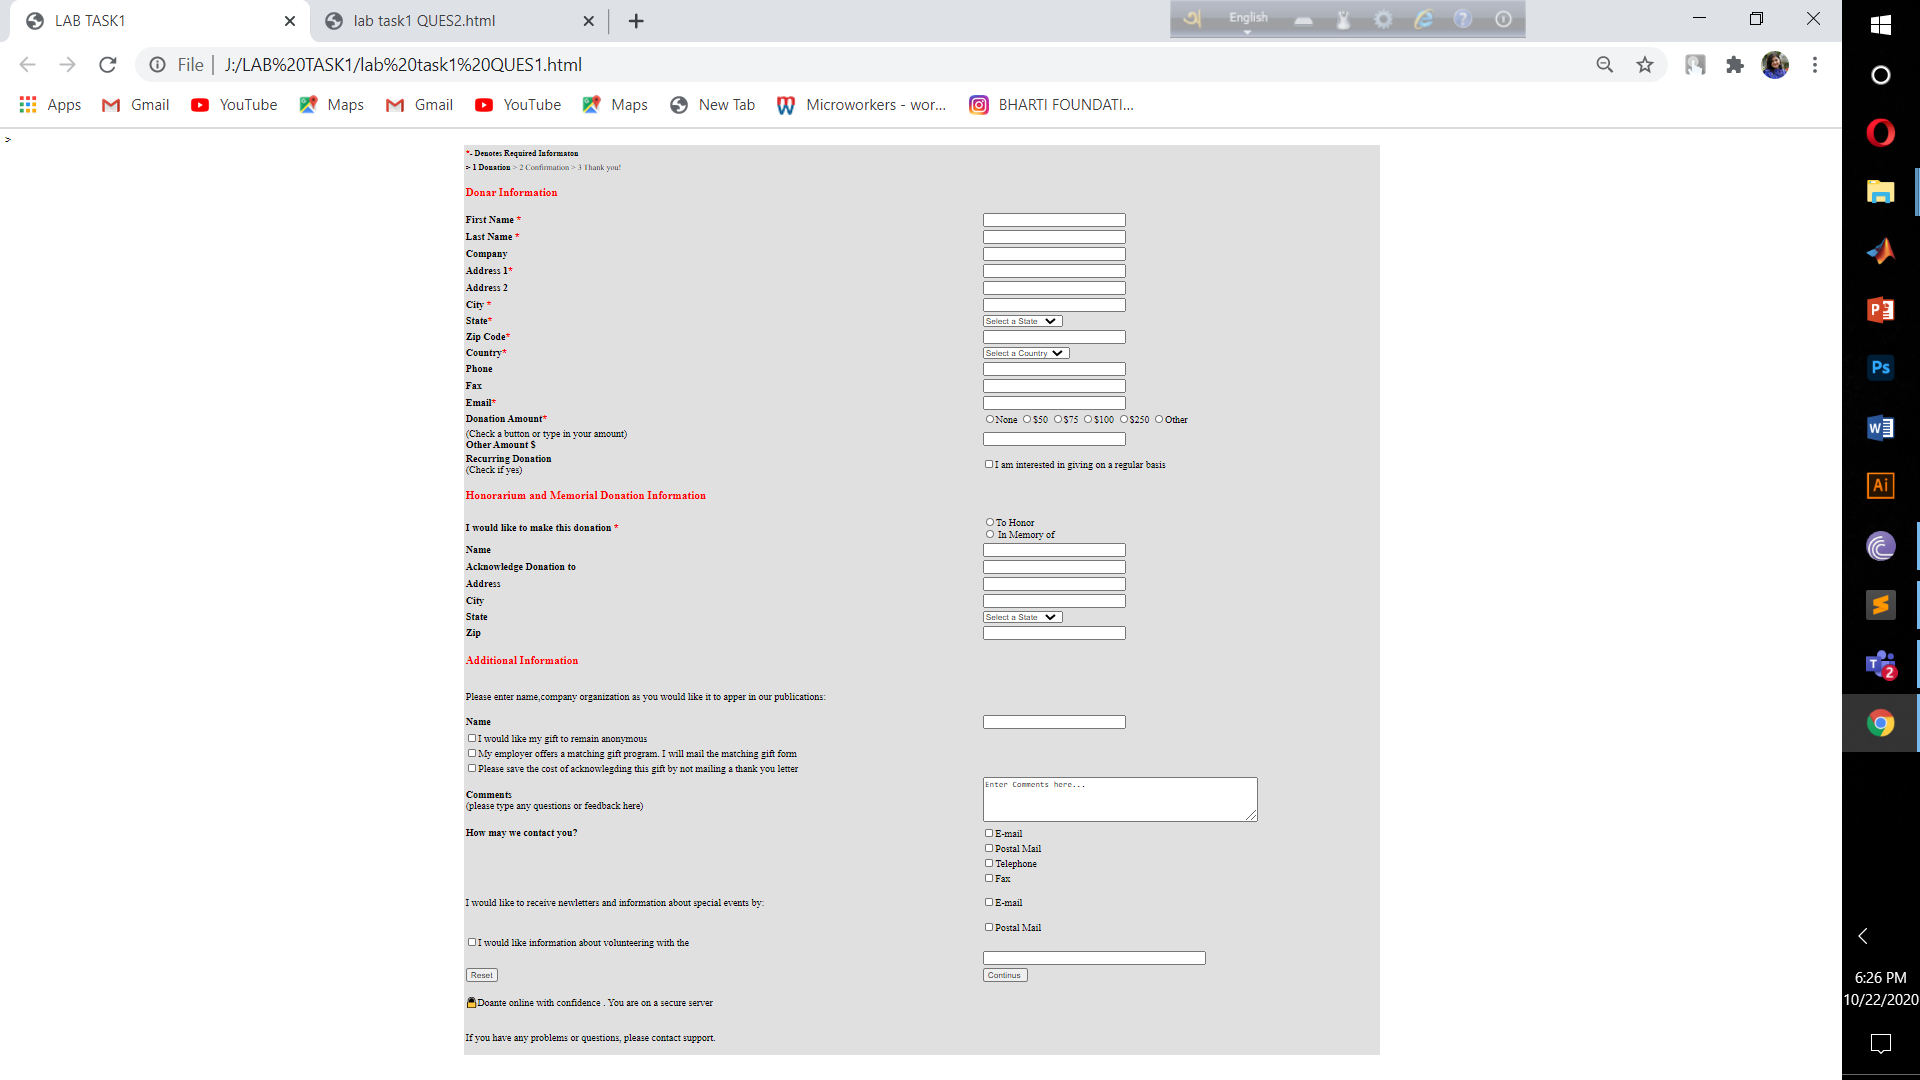 LAB TASK1
lab task1 QUES2.html
English
File
J:/LAB%20TASK1/lab%20task1%20QUES1.html
Apps Gmail YouTube Maps Gmail YouTube Maps New Tab Microworkers - wor... BHARTI FOUNDATI...
>
*- Denotes Required Informaton
> 1 Donation > 2 Confirmation > 3 Thank you!
Donar Information
First Name *
Last Name *
Company
Address 1*
Address 2
City *
State* Select a State
Zip Code*
Country* Select a Country
Phone
Fax
Email*
Donation Amount* None $50 $75 $100 $250 Other
(Check a button or type in your amount)
Other Amount $
Recurring Donation
(Check if yes)
I am interested in giving on a regular basis
Honorarium and Memorial Donation Information
I would like to make this donation *
To Honor
In Memory of
Name
Acknowledge Donation to
Address
City
State Select a State
Zip
Additional Information
Please enter name,company organization as you would like it to apper in our publications:
Name
I would like my gift to remain anonymous
My employer offers a matching gift program. I will mail the matching gift form
Please save the cost of acknowlegding this gift by not mailing a thank you letter
Comments
(please type any questions or feedback here)
Enter Comments here...
How may we contact you? E-mail
Postal Mail
Telephone
Fax
I would like to receive newletters and information about special events by: E-mail
Postal Mail
I would like information about volunteering with the
Reset Continus
Doante online with confidence . You are on a secure server
If you have any problems or questions, please contact support.
Ps
W
Ai
T 2
6:26 PM
10/22/2020